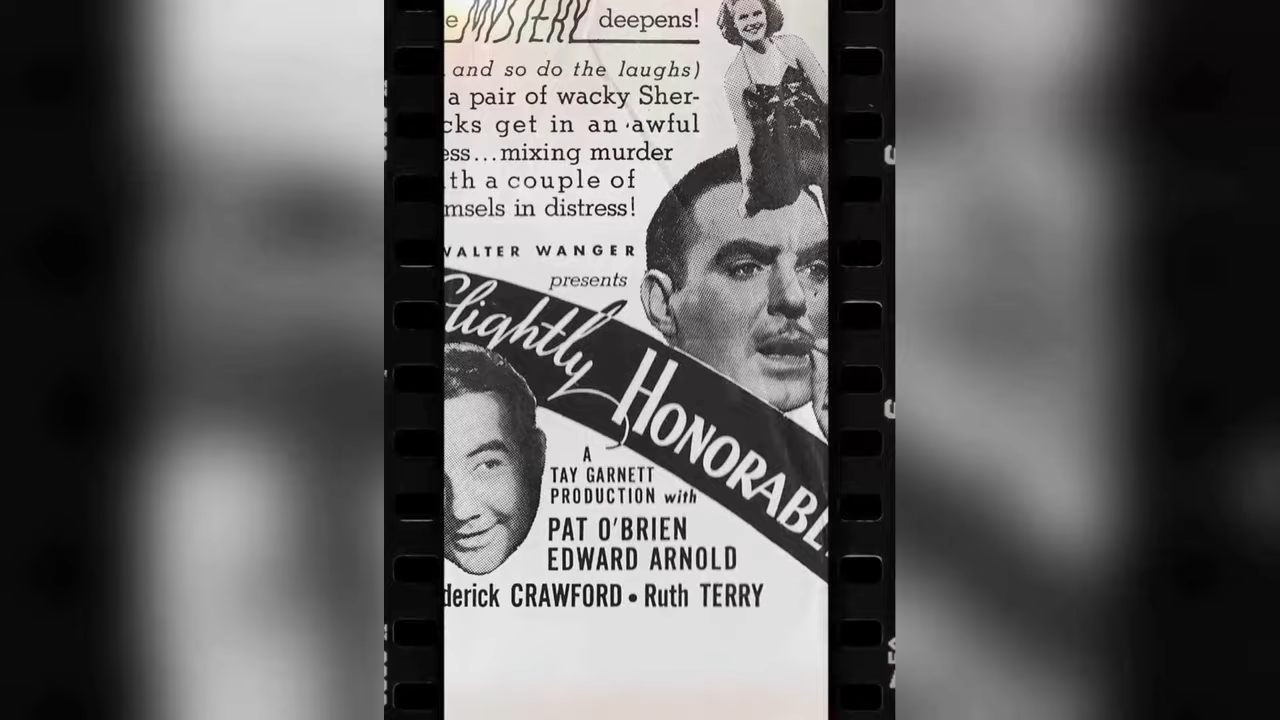 e MYSTERY deepens!
and so do the laughs)
a pair of wacky Sher-
cks get in an awful
ess...mixing murder
th a couple of
msels in distress!
WALTER WANGER
presents
Slightly
HONORABL
A
TAY GARNETT
PRODUCTION with
PAT O'BRIEN
EDWARD ARNOLD
derick CRAWFORD • Ruth TERRY